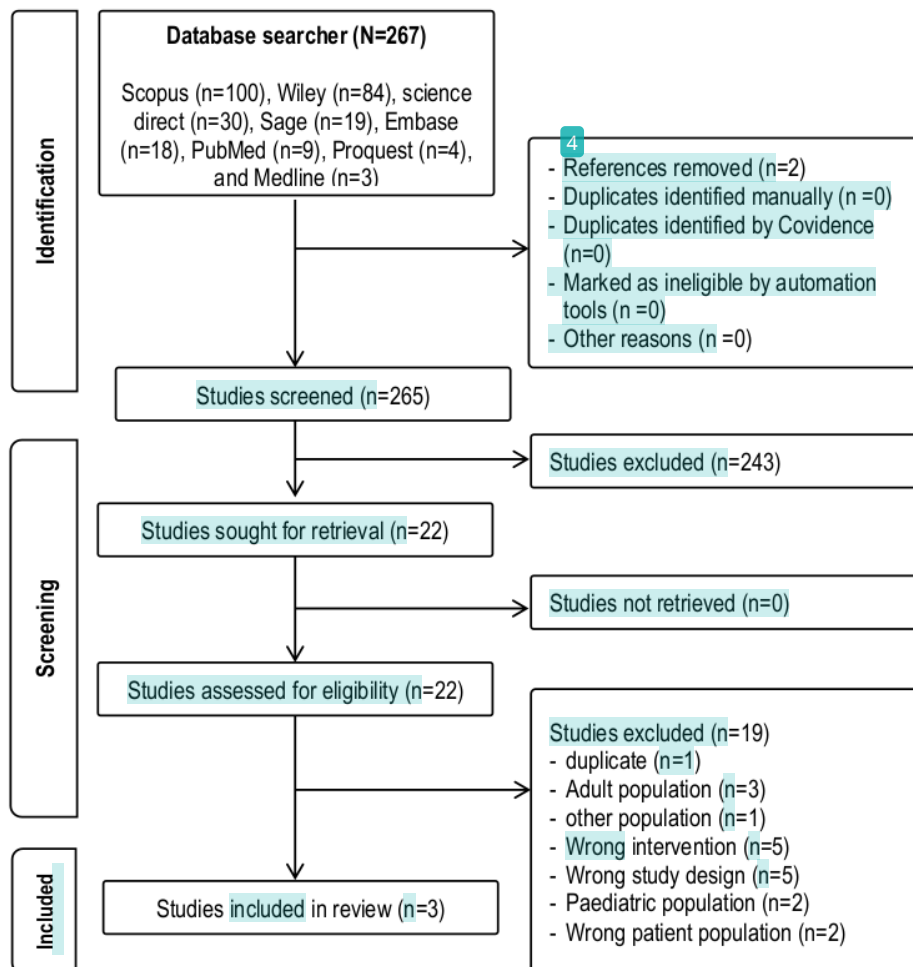 Identification
Database searcher (N=267)
Scopus (n=100), Wiley (n=84), science
direct (n=30), Sage (n=19), Embase
(n=18), PubMed (n=9), Proquest (n=4),
and Medline (n=3)
4
- References removed (n=2)
- Duplicates identified manually (n =0)
- Duplicates identified by Covidence
(n=0)
- Marked as ineligible by automation
tools (n =0)
- Other reasons (n =0)
Studies screened (n=265)
Screening
Studies excluded (n=243)
Studies sought for retrieval (n=22)
Studies not retrieved (n=0)
Studies assessed for eligibility (n=22)
Studies excluded (n=19)
- duplicate (n=1)
- Adult population (n=3)
- other population (n=1)
- Wrong intervention (n=5)
- Wrong study design (n=5)
- Paediatric population (n=2)
- Wrong patient population (n=2)
Included
Studies included in review (n=3)